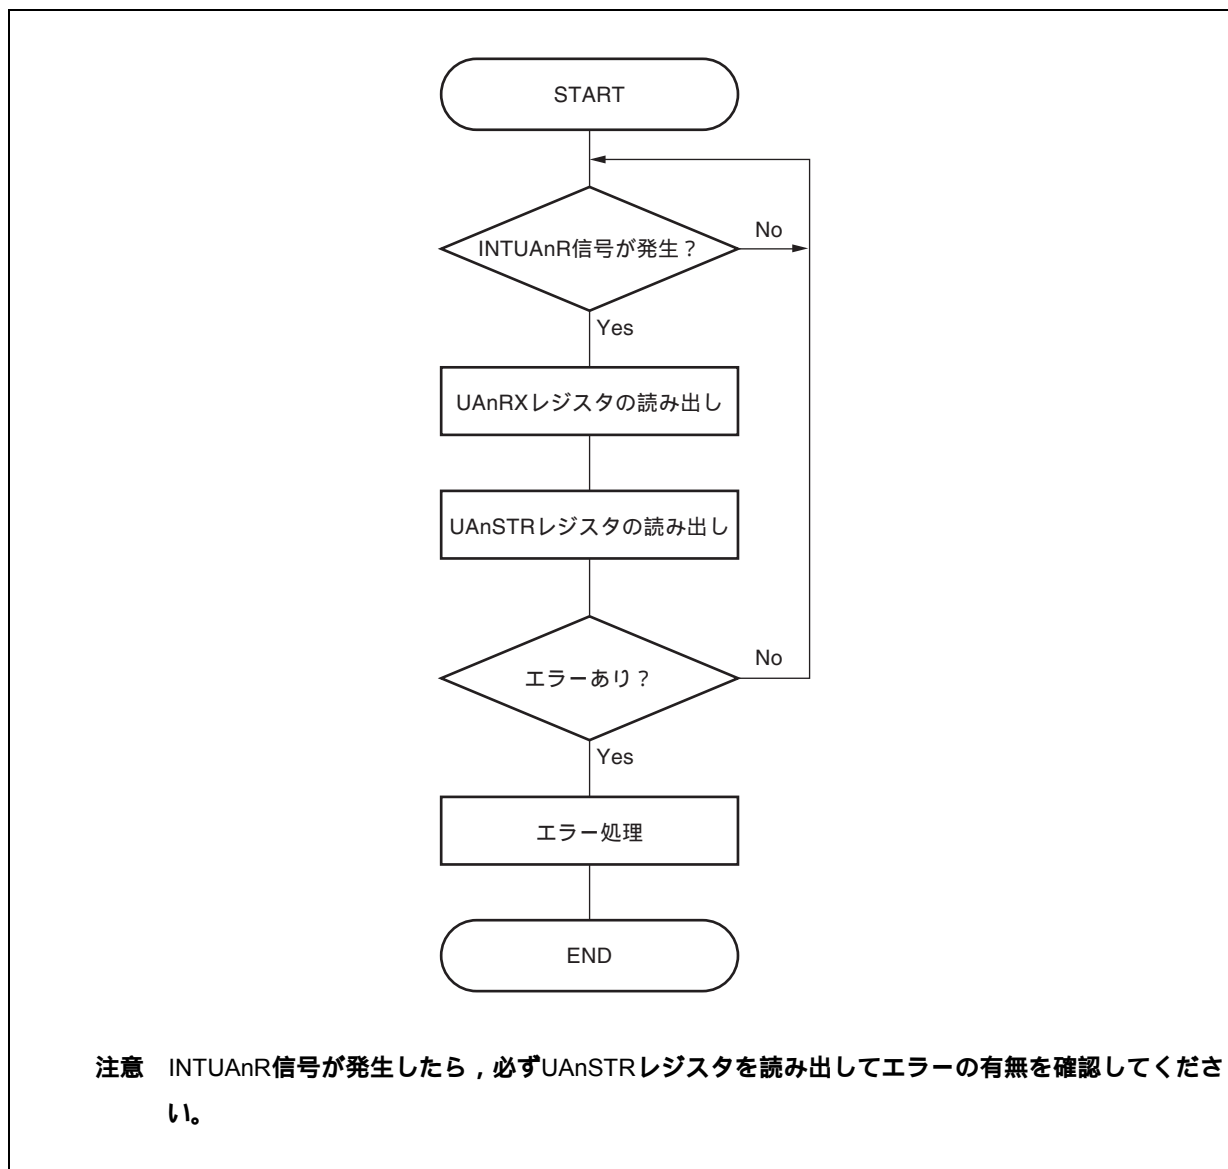 START
INTUAnR信号が発生？
No
Yes
UAnRXレジスタの読み出し
UAnSTRレジスタの読み出し
エラーあり？
No
Yes
エラー処理
END
注意　INTUAnR信号が発生したら，必ずUAnSTRレジスタを読み出してエラーの有無を確認してくださ
い。